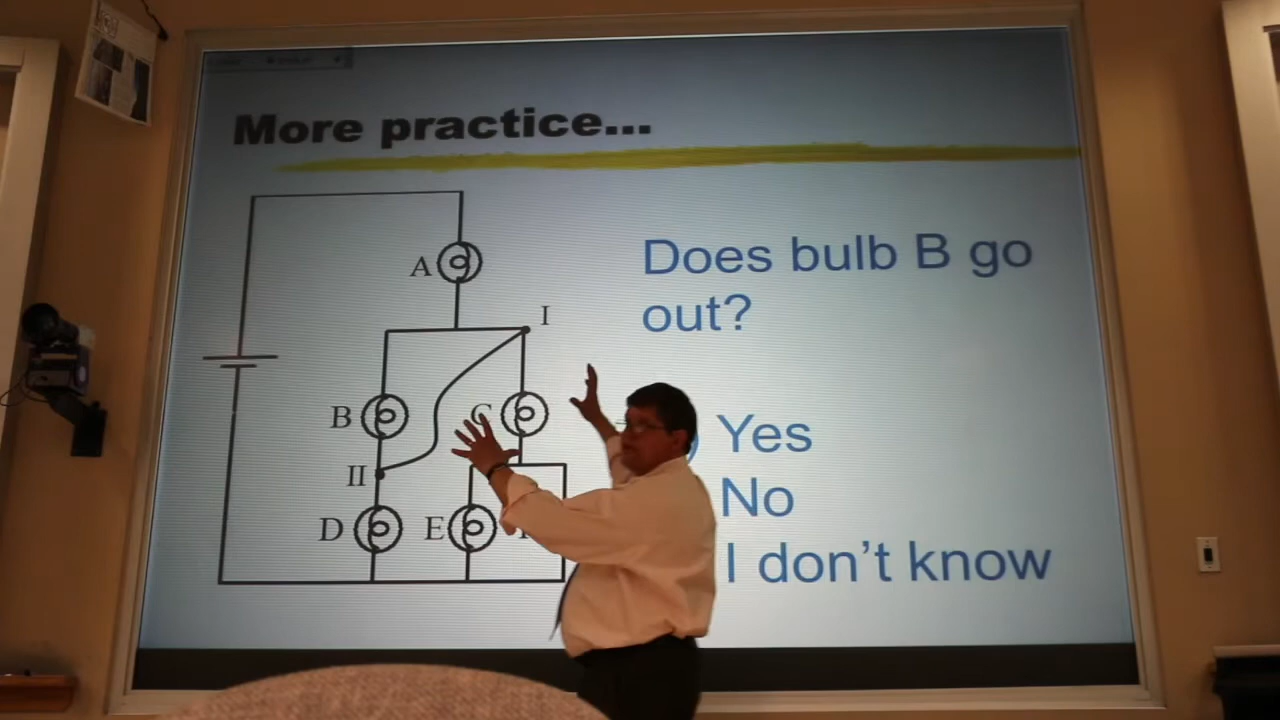 More practice...
A
I
Does bulb B go
out?
B
C
II
D
E
Yes
No
I don't know